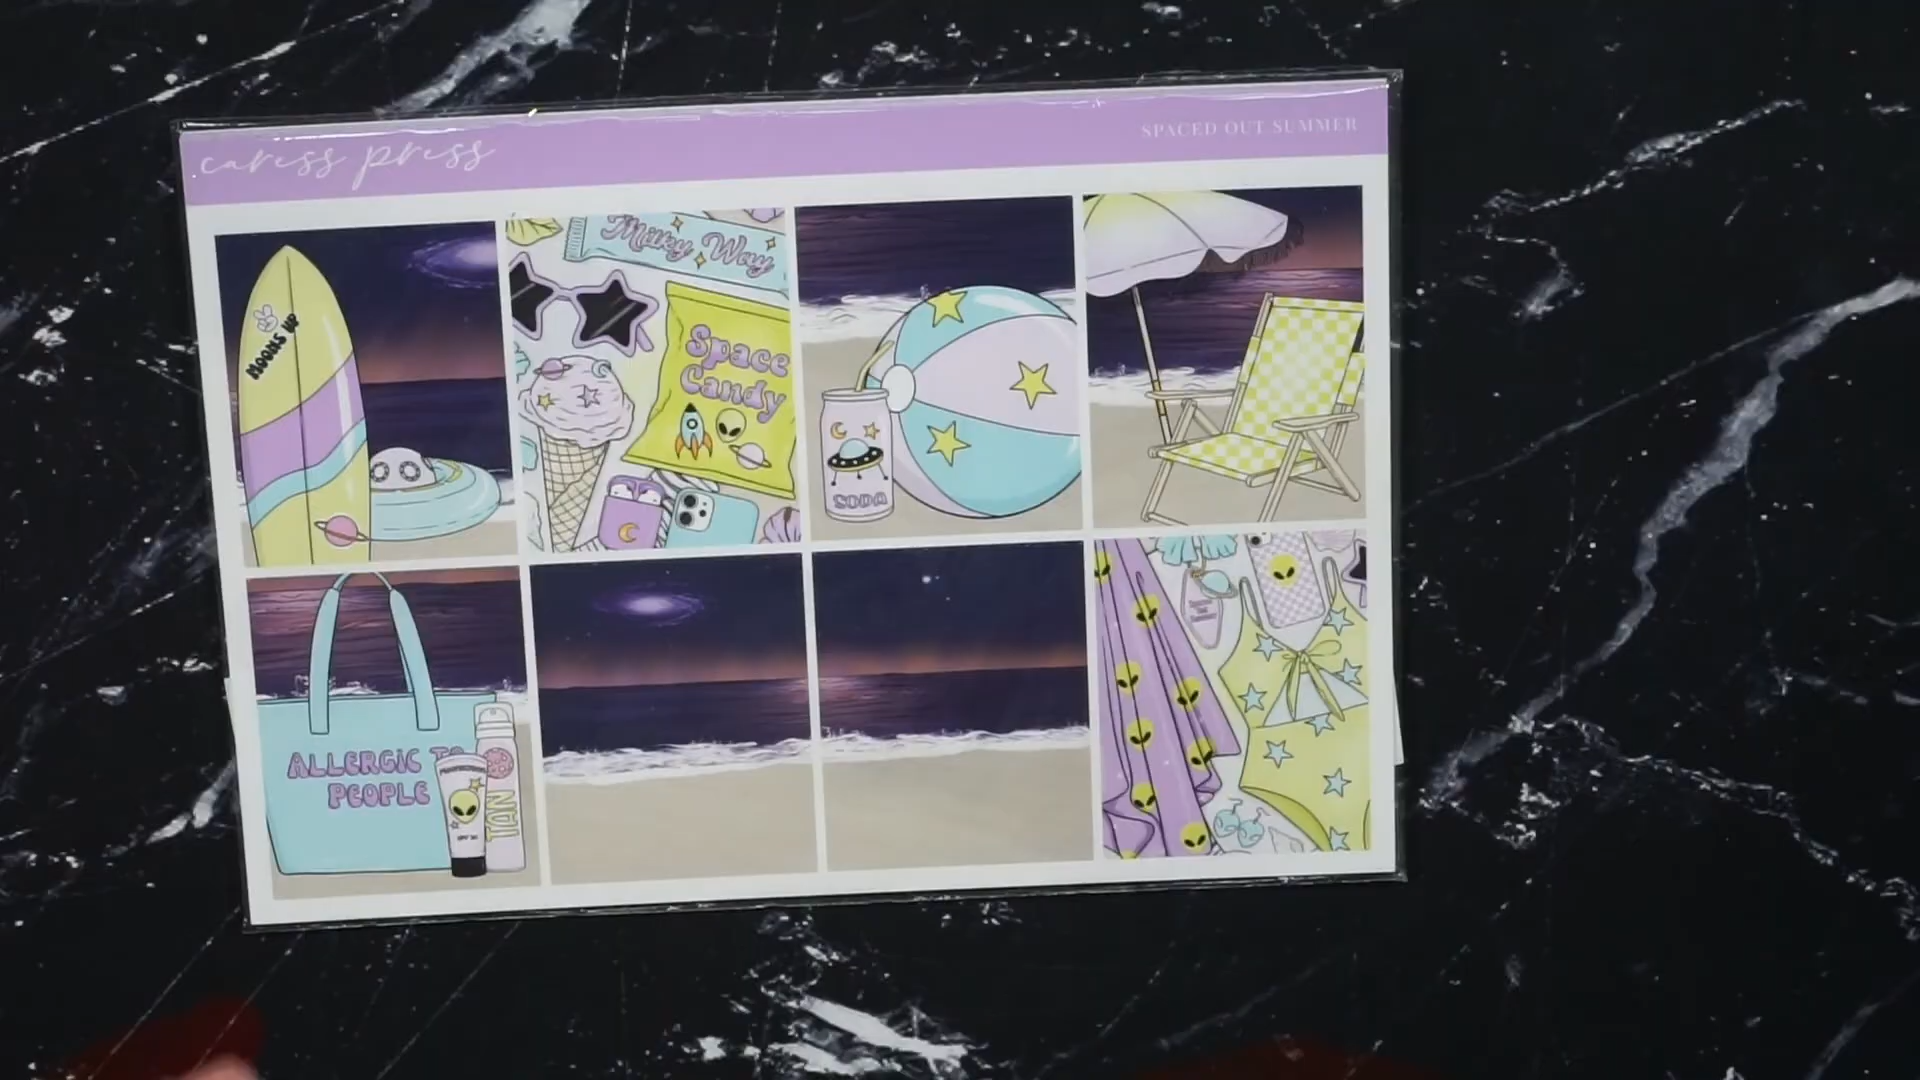 caress press
SPACED OUT SUMMER
MOONS UP
Milky Way
Space
Candy
SODA
ALLERGIC TO
PEOPLE
TAN